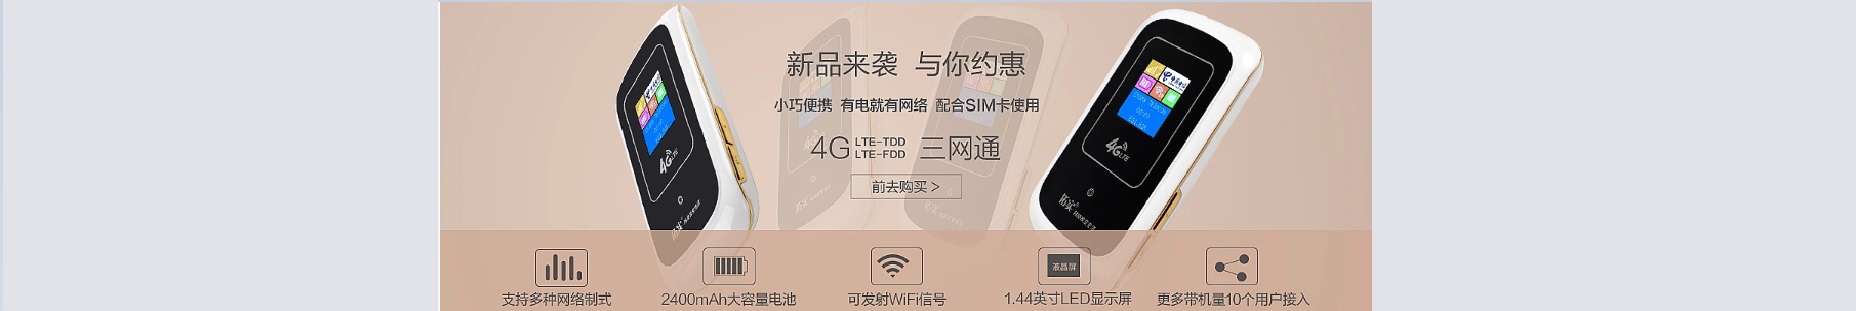 新品来袭 与你约惠
小巧便携 有电就有网络 配合SIM卡使用
4G LTE-TDD LTE-FDD 三网通
前去购买 >
4G LTE
4G LTE
液晶屏
支持多种网络制式
2400mAh大容量电池
可发射WiFi信号
1.44英寸LED显示屏
更多带机量10个用户接入